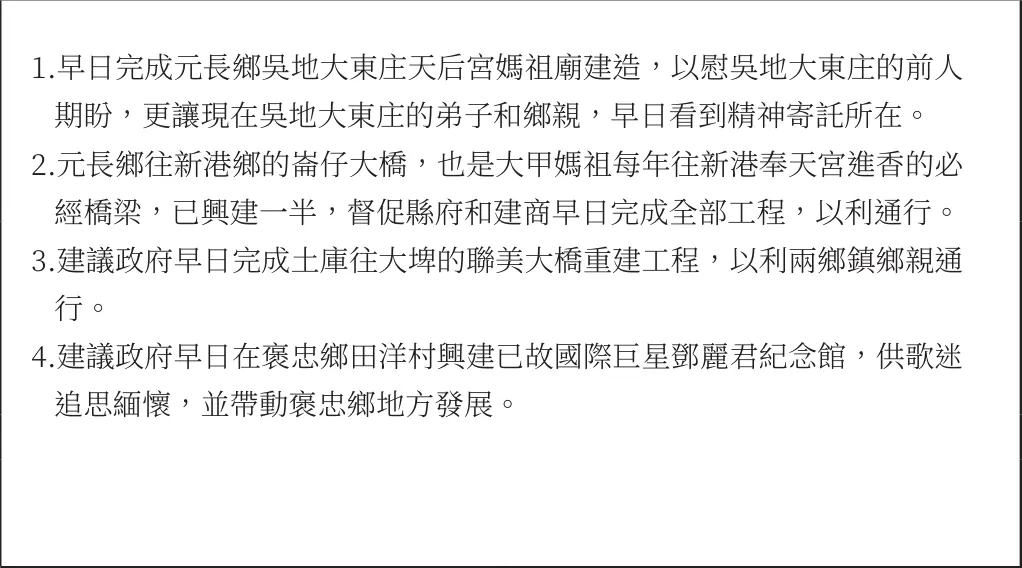 1.早日完成元長鄉吳地大東庄天后宮媽祖廟建造，以慰吳地大東庄的前人
期盼，更讓現在吳地大東庄的弟子和鄉親，早日看到精神寄託所在。
2.元長鄉往新港鄉的崙仔大橋，也是大甲媽祖每年往新港奉天宮進香的必
經橋梁，已興建一半，督促縣府和建商早日完成全部工程，以利通行。
3.建議政府早日完成土庫往大埤的聯美大橋重建工程，以利兩鄉鎮鄉親通
行。
4.建議政府早日在褒忠鄉田洋村興建已故國際巨星鄧麗君紀念館，供歌迷
追思緬懷，並帶動褒忠鄉地方發展。